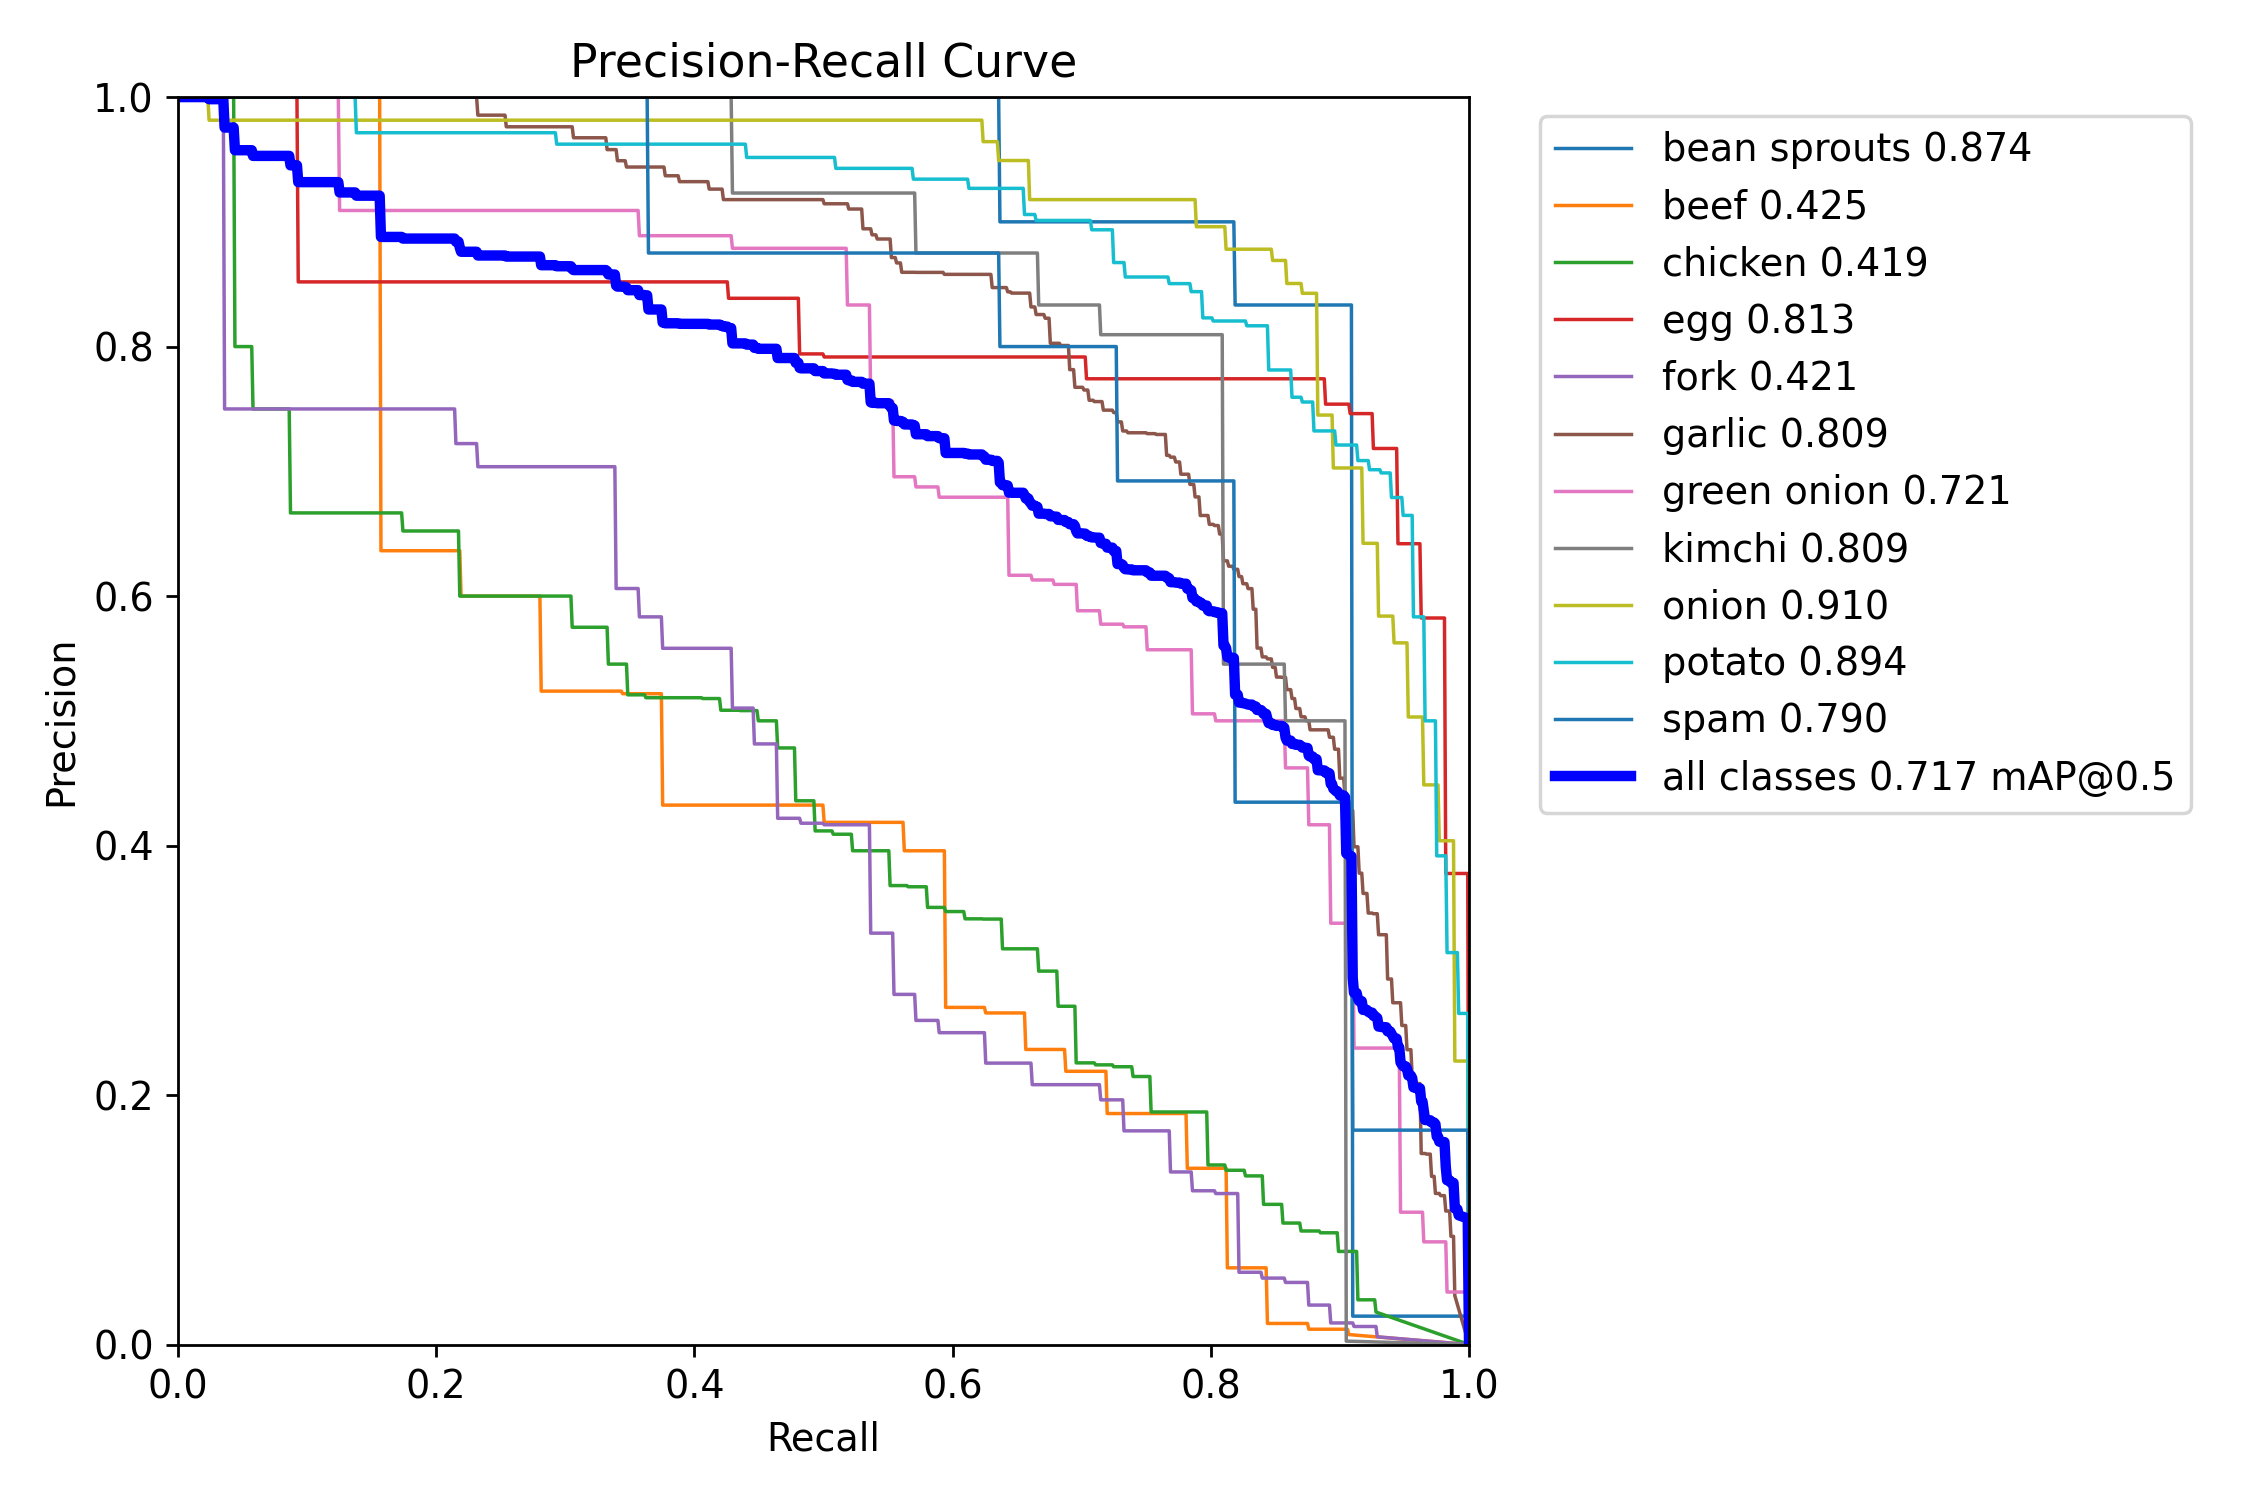 Precision-Recall Curve
1.0
0.8
0.6
0.4
0.2
0.0
Precision
0.0 0.2 0.4 0.6 0.8 1.0
Recall
bean sprouts 0.874
beef 0.425
chicken 0.419
egg 0.813
fork 0.421
garlic 0.809
green onion 0.721
kimchi 0.809
onion 0.910
potato 0.894
spam 0.790
all classes 0.717 mAP@0.5